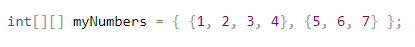 int[][] myNumbers = { {1, 2, 3, 4}, {5, 6, 7} };